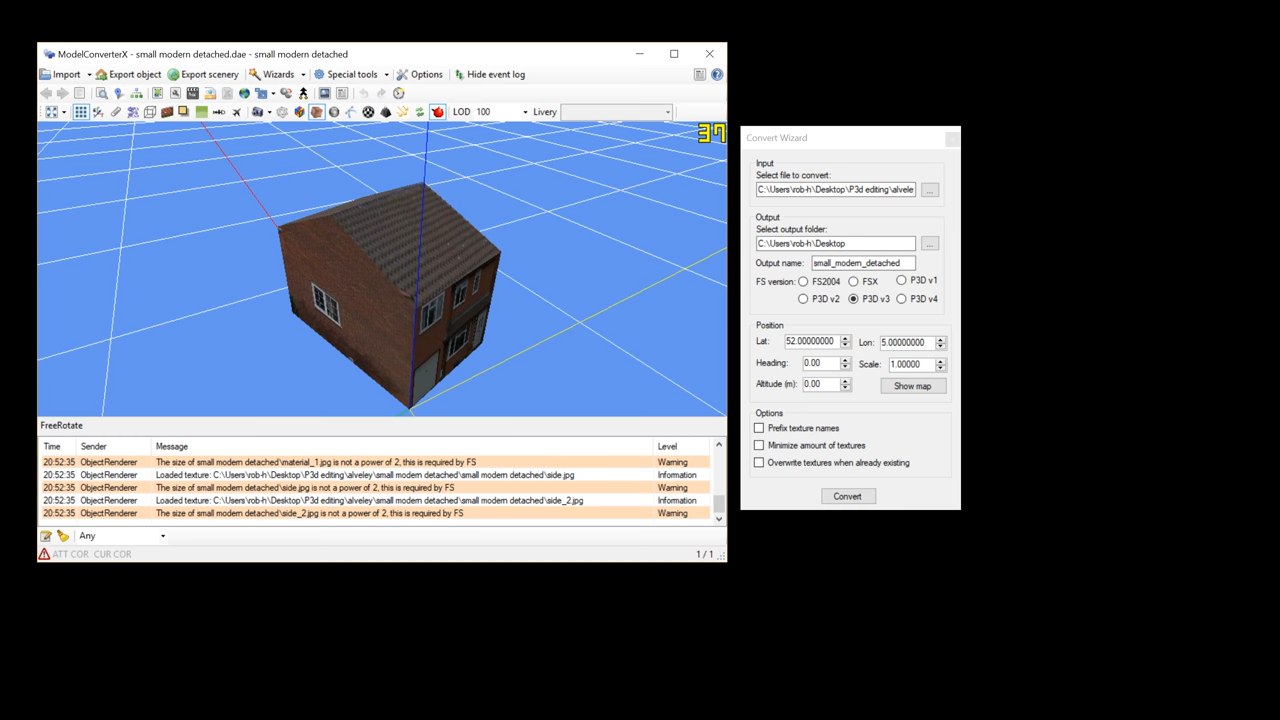 ModelConverterX - small modern detached.dae - small modern detached
Import Export object Export scenery Wizards Special tools Options Hide event log
LOD 100 Livery
37
FreeRotate
Time Sender Message Level
20:52:35 ObjectRenderer The size of small modern detached\material_1.jpg is not a power of 2, this is required by FS Warning
20:52:35 ObjectRenderer Loaded texture: C:\Users\rob-h\Desktop\P3d editing\alveley\small modern detached\small modern detached\side.jpg Information
20:52:35 ObjectRenderer The size of small modern detached\side.jpg is not a power of 2, this is required by FS Warning
20:52:35 ObjectRenderer Loaded texture: C:\Users\rob-h\Desktop\P3d editing\alveley\small modern detached\small modern detached\side_2.jpg Information
20:52:35 ObjectRenderer The size of small modern detached\side_2.jpg is not a power of 2, this is required by FS Warning
Any
ATT COR CUR COR 1 / 1
Convert Wizard
Input
Select file to convert:
C:\Users\rob-h\Desktop\P3d editing\alvele ...
Output
Select output folder:
C:\Users\rob-h\Desktop ...
Output name: small_modern_detached
FS version: FS2004 FSX P3D v1
P3D v2 P3D v3 P3D v4
Position
Lat: 52.00000000 Lon: 5.00000000
Heading: 0.00 Scale: 1.00000
Altitude (m): 0.00 Show map
Options
Prefix texture names
Minimize amount of textures
Overwrite textures when already existing
Convert